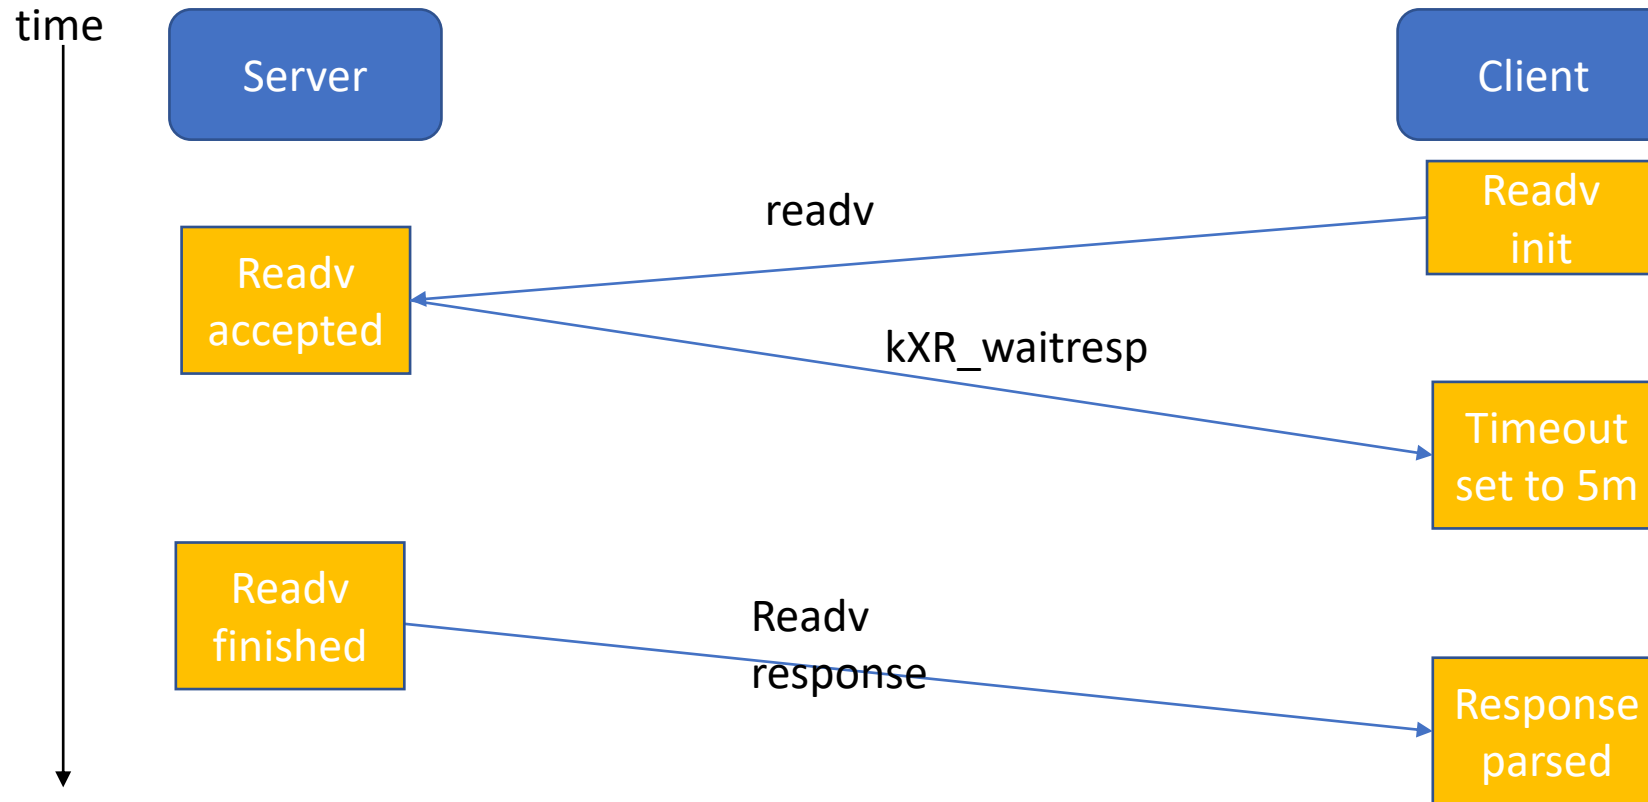 time
Server
Client
Readv
init
readv
Readv
accepted
kXR_waitresp
Timeout
set to 5m
Readv
finished
Readv
response
Response
parsed